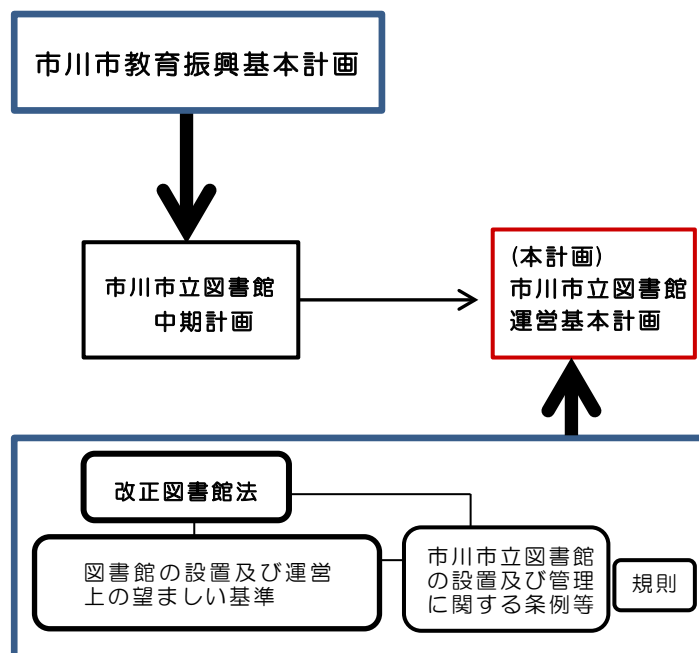 市川市教育振興基本計画
市川市立図書館
中期計画
(本計画)
市川市立図書館
運営基本計画
改正図書館法
図書館の設置及び運営
上の望ましい基準
市川市立図書館
の設置及び管理
に関する条例等
規則